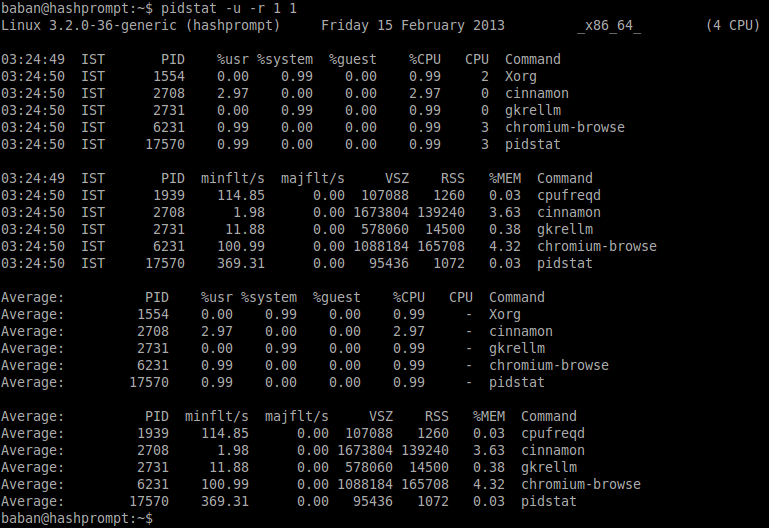 baban@hashprompt:~$ pidstat -u -r 1 1
Linux 3.2.0-36-generic (hashprompt)     Friday 15 February 2013         _x86_64_        (4 CPU)

03:24:49  IST       PID    %usr %system  %guest    %CPU   CPU  Command
03:24:50  IST      1554    0.00    0.99    0.00    0.99     2  Xorg
03:24:50  IST      2708    2.97    0.00    0.00    2.97     0  cinnamon
03:24:50  IST      2731    0.00    0.99    0.00    0.99     0  gkrellm
03:24:50  IST      6231    0.99    0.00    0.00    0.99     3  chromium-browse
03:24:50  IST     17570    0.99    0.00    0.00    0.99     3  pidstat

03:24:49  IST       PID  minflt/s  majflt/s     VSZ    RSS   %MEM  Command
03:24:50  IST      1939    114.85      0.00  107088   1260   0.03  cpufreqd
03:24:50  IST      2708      1.98      0.00 1673804 139240   3.63  cinnamon
03:24:50  IST      2731     11.88      0.00  578060  14500   0.38  gkrellm
03:24:50  IST      6231    100.99      0.00 1088184 165708   4.32  chromium-browse
03:24:50  IST     17570    369.31      0.00   95436   1072   0.03  pidstat

Average:          PID    %usr %system  %guest    %CPU   CPU  Command
Average:         1554    0.00    0.99    0.00    0.99     -  Xorg
Average:         2708    2.97    0.00    0.00    2.97     -  cinnamon
Average:         2731    0.00    0.99    0.00    0.99     -  gkrellm
Average:         6231    0.99    0.00    0.00    0.99     -  chromium-browse
Average:        17570    0.99    0.00    0.00    0.99     -  pidstat

Average:          PID  minflt/s  majflt/s     VSZ    RSS   %MEM  Command
Average:         1939    114.85      0.00  107088   1260   0.03  cpufreqd
Average:         2708      1.98      0.00 1673804 139240   3.63  cinnamon
Average:         2731     11.88      0.00  578060  14500   0.38  gkrellm
Average:         6231    100.99      0.00 1088184 165708   4.32  chromium-browse
Average:        17570    369.31      0.00   95436   1072   0.03  pidstat
baban@hashprompt:~$